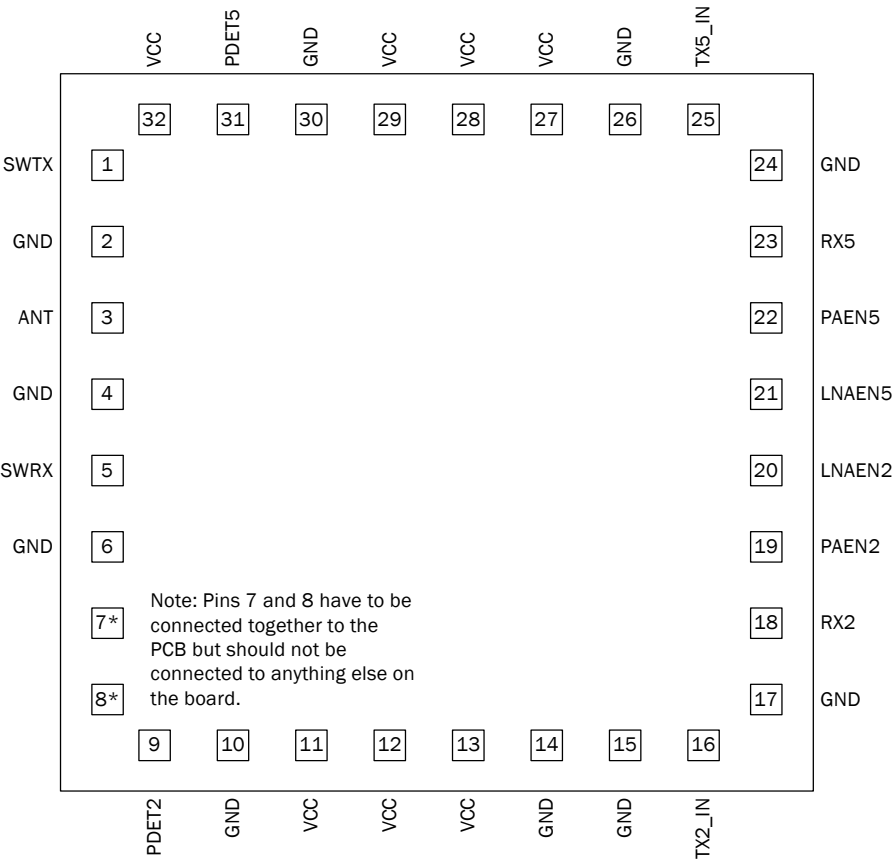 VCC PDET5 GND VCC VCC VCC GND TX5_IN
32 31 30 29 28 27 26 25
SWTX 1 24 GND
GND 2 23 RX5
ANT 3 22 PAEN5
GND 4 21 LNAEN5
SWRX 5 20 LNAEN2
GND 6 19 PAEN2
7* 18 RX2
8* 17 GND
Note: Pins 7 and 8 have to be
connected together to the
PCB but should not be
connected to anything else on
the board.
9 10 11 12 13 14 15 16
PDET2 GND VCC VCC VCC GND GND TX2_IN